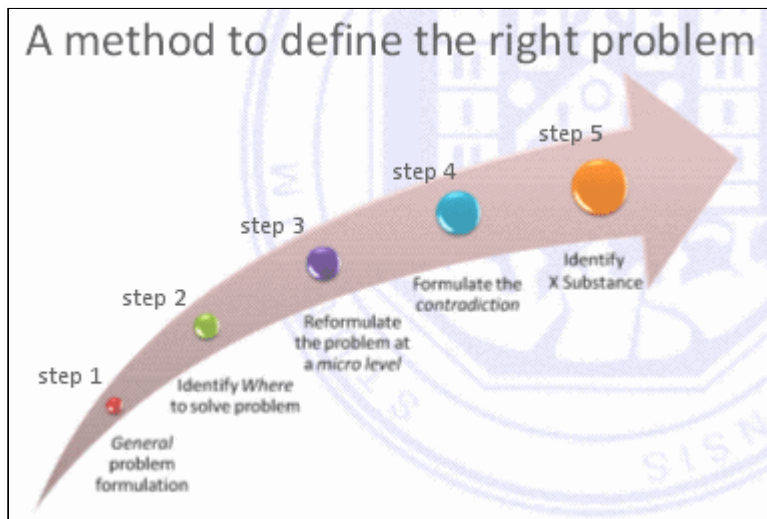 A method to define the right problem
step 1
General
problem
formulation
step 2
Identify Where
to solve problem
step 3
Reformulate
the problem at
a micro level
step 4
Formulate the
contradiction
step 5
Identify
X Substance